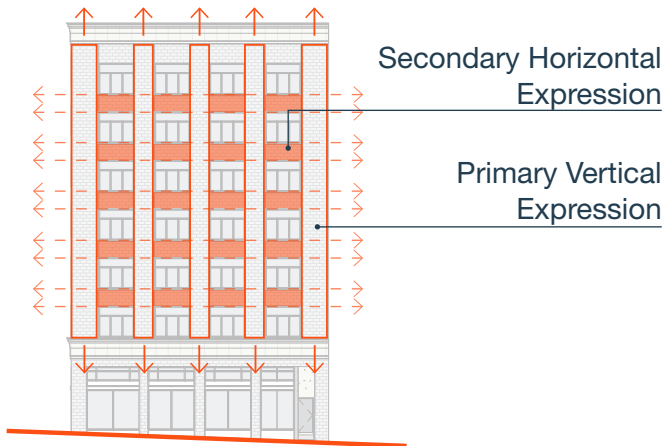 Secondary Horizontal
Expression
Primary Vertical
Expression